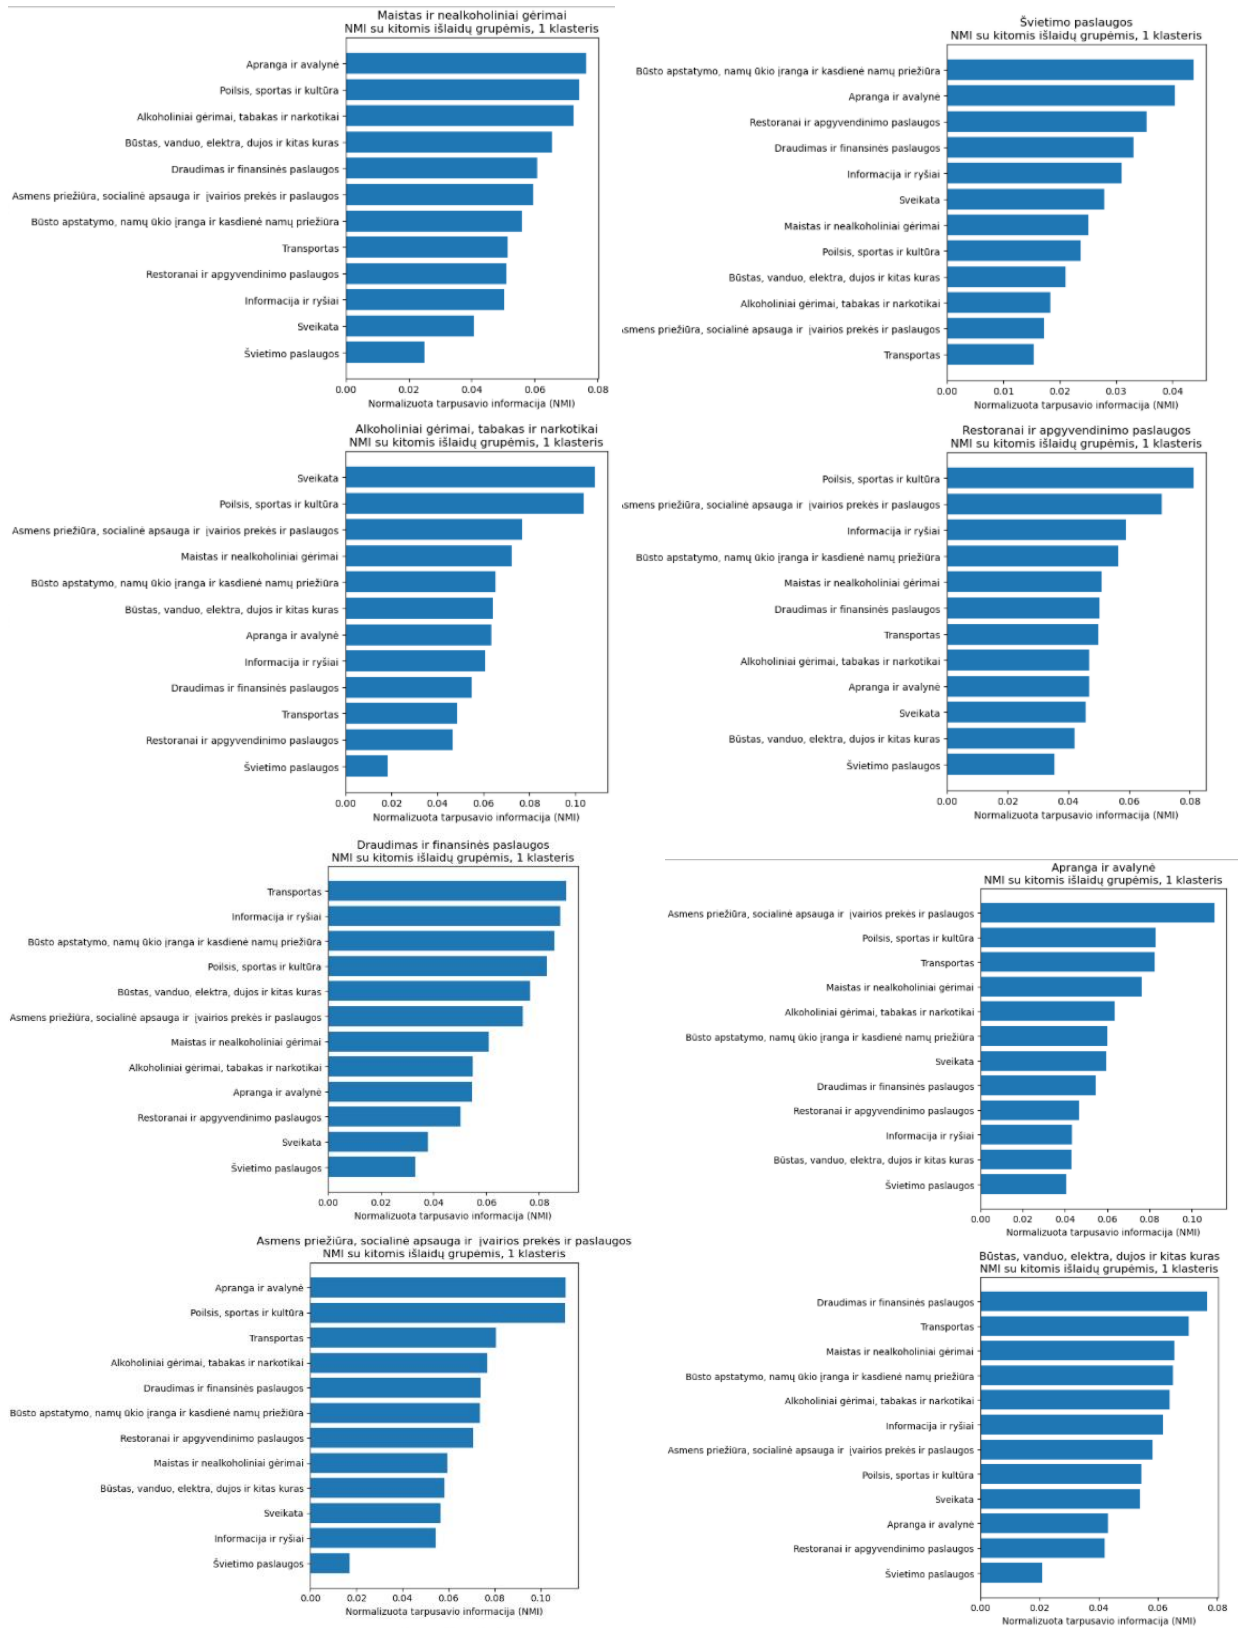 Maistas ir nealkoholiniai gėrimai
NMI su kitomis išlaidų grupėmis, 1 klasteris
Apranga ir avalynė
Poilsis, sportas ir kultūra
Alkoholiniai gėrimai, tabakas ir narkotikai
Būstas, vanduo, elektra, dujos ir kitas kuras
Draudimas ir finansinės paslaugos
Asmens priežiūra, socialinė apsauga ir įvairios prekės ir paslaugos
Būsto apstatymo, namų ūkio įranga ir kasdienė namų priežiūra
Transportas
Restoranai ir apgyvendinimo paslaugos
Informacija ir ryšiai
Sveikata
Švietimo paslaugos
0.00 0.02 0.04 0.06 0.08
Normalizuota tarpusavio informacija (NMI)
Švietimo paslaugos
NMI su kitomis išlaidų grupėmis, 1 klasteris
Būsto apstatymo, namų ūkio įranga ir kasdienė namų priežiūra
Apranga ir avalynė
Restoranai ir apgyvendinimo paslaugos
Draudimas ir finansinės paslaugos
Informacija ir ryšiai
Sveikata
Maistas ir nealkoholiniai gėrimai
Poilsis, sportas ir kultūra
Būstas, vanduo, elektra, dujos ir kitas kuras
Alkoholiniai gėrimai, tabakas ir narkotikai
smens priežiūra, socialinė apsauga ir įvairios prekės ir paslaugos
Transportas
0.00 0.01 0.02 0.03 0.04
Normalizuota tarpusavio informacija (NMI)
Alkoholiniai gėrimai, tabakas ir narkotikai
NMI su kitomis išlaidų grupėmis, 1 klasteris
Sveikata
Poilsis, sportas ir kultūra
Asmens priežiūra, socialinė apsauga ir įvairios prekės ir paslaugos
Maistas ir nealkoholiniai gėrimai
Būsto apstatymo, namų ūkio įranga ir kasdienė namų priežiūra
Būstas, vanduo, elektra, dujos ir kitas kuras
Apranga ir avalynė
Informacija ir ryšiai
Draudimas ir finansinės paslaugos
Transportas
Restoranai ir apgyvendinimo paslaugos
Švietimo paslaugos
0.00 0.02 0.04 0.06 0.08 0.10
Normalizuota tarpusavio informacija (NMI)
Restoranai ir apgyvendinimo paslaugos
NMI su kitomis išlaidų grupėmis, 1 klasteris
Poilsis, sportas ir kultūra
smens priežiūra, socialinė apsauga ir įvairios prekės ir paslaugos
Informacija ir ryšiai
Būsto apstatymo, namų ūkio įranga ir kasdienė namų priežiūra
Maistas ir nealkoholiniai gėrimai
Draudimas ir finansinės paslaugos
Transportas
Alkoholiniai gėrimai, tabakas ir narkotikai
Apranga ir avalynė
Sveikata
Būstas, vanduo, elektra, dujos ir kitas kuras
Švietimo paslaugos
0.00 0.02 0.04 0.06 0.08
Normalizuota tarpusavio informacija (NMI)
Draudimas ir finansinės paslaugos
NMI su kitomis išlaidų grupėmis, 1 klasteris
Transportas
Informacija ir ryšiai
Būsto apstatymo, namų ūkio įranga ir kasdienė namų priežiūra
Poilsis, sportas ir kultūra
Būstas, vanduo, elektra, dujos ir kitas kuras
Asmens priežiūra, socialinė apsauga ir įvairios prekės ir paslaugos
Maistas ir nealkoholiniai gėrimai
Alkoholiniai gėrimai, tabakas ir narkotikai
Apranga ir avalynė
Restoranai ir apgyvendinimo paslaugos
Sveikata
Švietimo paslaugos
0.00 0.02 0.04 0.06 0.08
Normalizuota tarpusavio informacija (NMI)
Apranga ir avalynė
NMI su kitomis išlaidų grupėmis, 1 klasteris
Asmens priežiūra, socialinė apsauga ir įvairios prekės ir paslaugos
Poilsis, sportas ir kultūra
Transportas
Maistas ir nealkoholiniai gėrimai
Alkoholiniai gėrimai, tabakas ir narkotikai
Būsto apstatymo, namų ūkio įranga ir kasdienė namų priežiūra
Sveikata
Draudimas ir finansinės paslaugos
Restoranai ir apgyvendinimo paslaugos
Informacija ir ryšiai
Būstas, vanduo, elektra, dujos ir kitas kuras
Švietimo paslaugos
0.00 0.02 0.04 0.06 0.08 0.10
Normalizuota tarpusavio informacija (NMI)
Asmens priežiūra, socialinė apsauga ir įvairios prekės ir paslaugos
NMI su kitomis išlaidų grupėmis, 1 klasteris
Apranga ir avalynė
Poilsis, sportas ir kultūra
Transportas
Alkoholiniai gėrimai, tabakas ir narkotikai
Draudimas ir finansinės paslaugos
Būsto apstatymo, namų ūkio įranga ir kasdienė namų priežiūra
Restoranai ir apgyvendinimo paslaugos
Maistas ir nealkoholiniai gėrimai
Būstas, vanduo, elektra, dujos ir kitas kuras
Sveikata
Informacija ir ryšiai
Švietimo paslaugos
0.00 0.02 0.04 0.06 0.08 0.10
Normalizuota tarpusavio informacija (NMI)
Būstas, vanduo, elektra, dujos ir kitas kuras
NMI su kitomis išlaidų grupėmis, 1 klasteris
Draudimas ir finansinės paslaugos
Transportas
Maistas ir nealkoholiniai gėrimai
Būsto apstatymo, namų ūkio įranga ir kasdienė namų priežiūra
Alkoholiniai gėrimai, tabakas ir narkotikai
Informacija ir ryšiai
Asmens priežiūra, socialinė apsauga ir įvairios prekės ir paslaugos
Poilsis, sportas ir kultūra
Sveikata
Apranga ir avalynė
Restoranai ir apgyvendinimo paslaugos
Švietimo paslaugos
0.00 0.02 0.04 0.06 0.08
Normalizuota tarpusavio informacija (NMI)